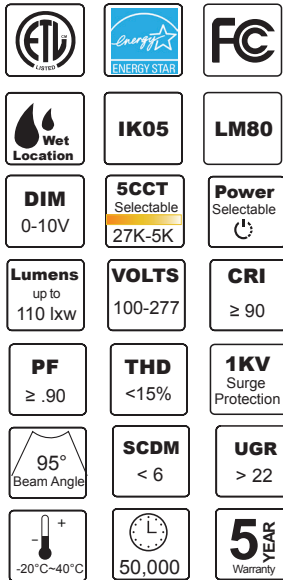 ETL
CM
LISTED
energy
ENERGY STAR
FC
Wet
Location
IK05
LM80
DIM
0-10V
5CCT
Selectable
27K-5K
Power
Selectable
Lumens
up to
110 lxw
VOLTS
100-277
CRI
≥ 90
PF
≥ .90
THD
<15%
1KV
Surge
Protection
95°
Beam Angle
SCDM
< 6
UGR
> 22
+
-
-20°C~40°C
50,000
5 YEAR
Warranty